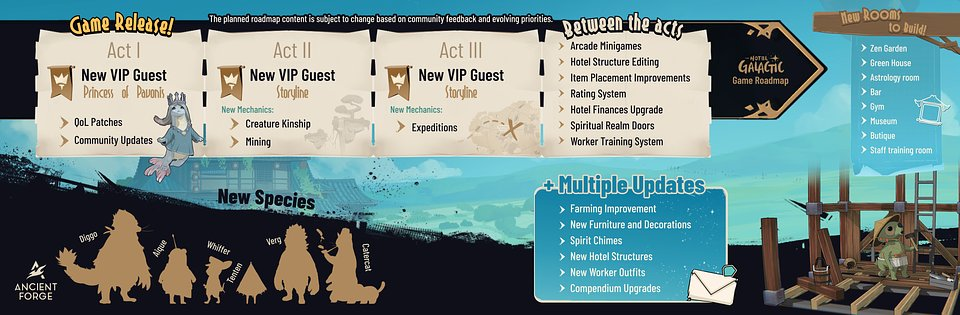 Game Release!
The planned roadmap content is subject to change based on community feedback and evolving priorities.
Act I
New VIP Guest
Princess of Pavonis
QoL Patches
Community Updates
Act II
New VIP Guest
Storyline
New Mechanics:
Creature Kinship
Mining
Act III
New VIP Guest
Storyline
New Mechanics:
Expeditions
Between the acts
Arcade Minigames
Hotel Structure Editing
Item Placement Improvements
Rating System
Hotel Finances Upgrade
Spiritual Realm Doors
Worker Training System
HOTEL
GALACTIC
Game Roadmap
New Rooms
to Build!
Zen Garden
Green House
Astrology room
Bar
Gym
Museum
Butique
Staff training room
New Species
Diggo
Aique
Whiffer
Tenten
Verg
Catercat
+ Multiple Updates
Farming Improvement
New Furniture and Decorations
Spirit Chimes
New Hotel Structures
New Worker Outfits
Compendium Upgrades
ANCIENT
FORGE